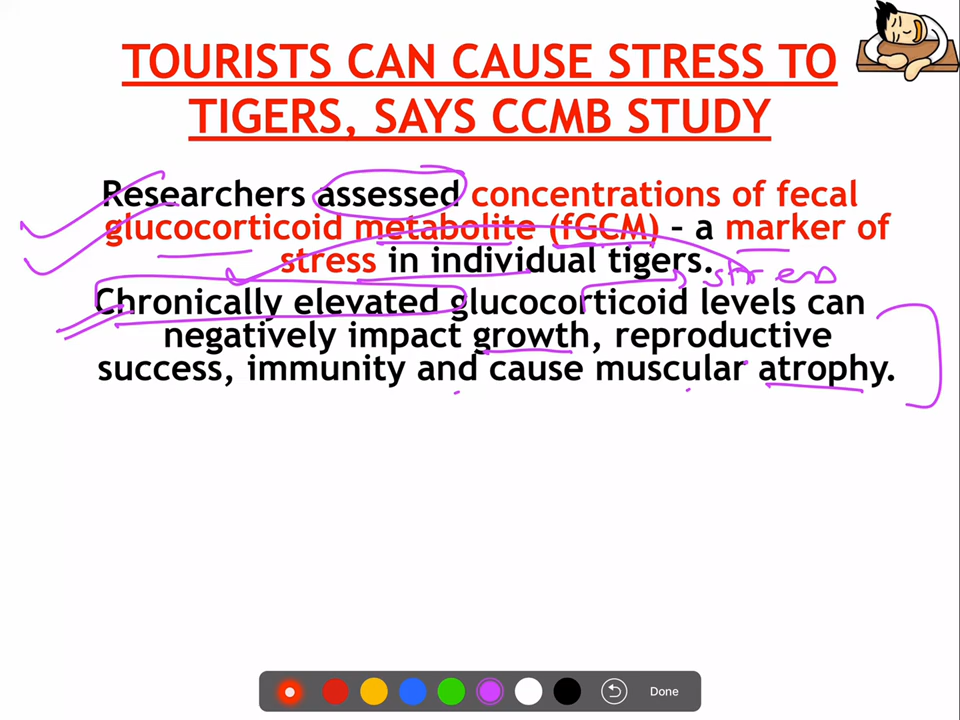 TOURISTS CAN CAUSE STRESS TO
TIGERS, SAYS CCMB STUDY
Researchers assessed concentrations of fecal
glucocorticoid metabolite (fGCM) – a marker of
stress in individual tigers.
stress
Chronically elevated glucocorticoid levels can
negatively impact growth, reproductive
success, immunity and cause muscular atrophy.
Done